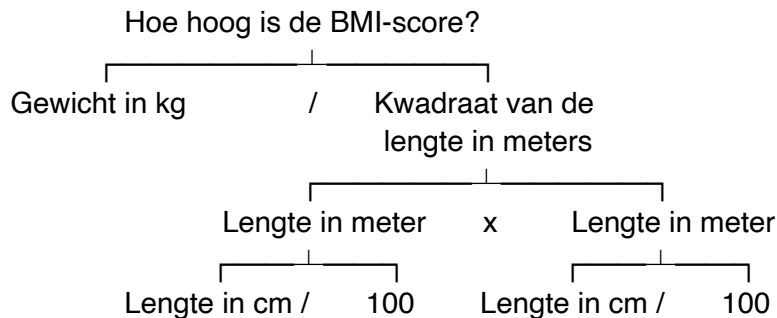 Hoe hoog is de BMI-score?
Gewicht in kg / Kwadraat van de
lengte in meters
Lengte in meter x Lengte in meter
Lengte in cm / 100 Lengte in cm / 100